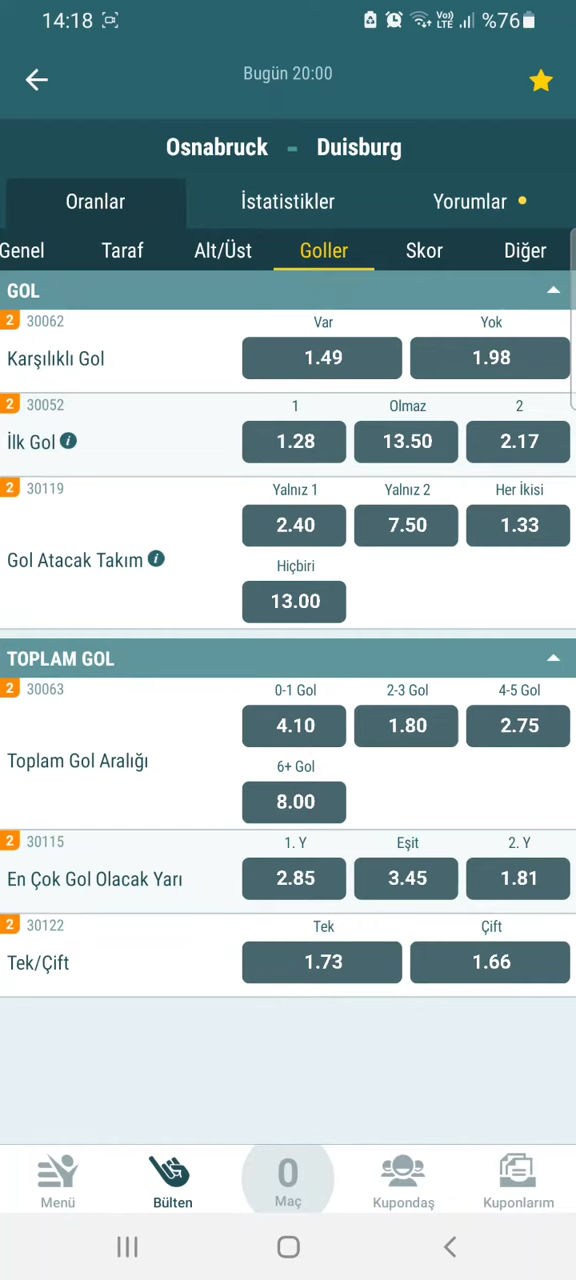 14:18 Vo)) LTE %76
Bugün 20:00
Osnabruck - Duisburg
Oranlar İstatistikler Yorumlar
Genel Taraf Alt/Üst Goller Skor Diğer
GOL
2 30062 Var Yok
Karşılıklı Gol 1.49 1.98
2 30052 1 Olmaz 2
İlk Gol i 1.28 13.50 2.17
2 30119 Yalnız 1 Yalnız 2 Her İkisi
2.40 7.50 1.33
Gol Atacak Takım i Hiçbiri
13.00
TOPLAM GOL
2 30063 0-1 Gol 2-3 Gol 4-5 Gol
4.10 1.80 2.75
Toplam Gol Aralığı 6+ Gol
8.00
2 30115 1. Y Eşit 2. Y
En Çok Gol Olacak Yarı 2.85 3.45 1.81
2 30122 Tek Çift
Tek/Çift 1.73 1.66
0
Menü Bülten Maç Kupondaş Kuponlarım